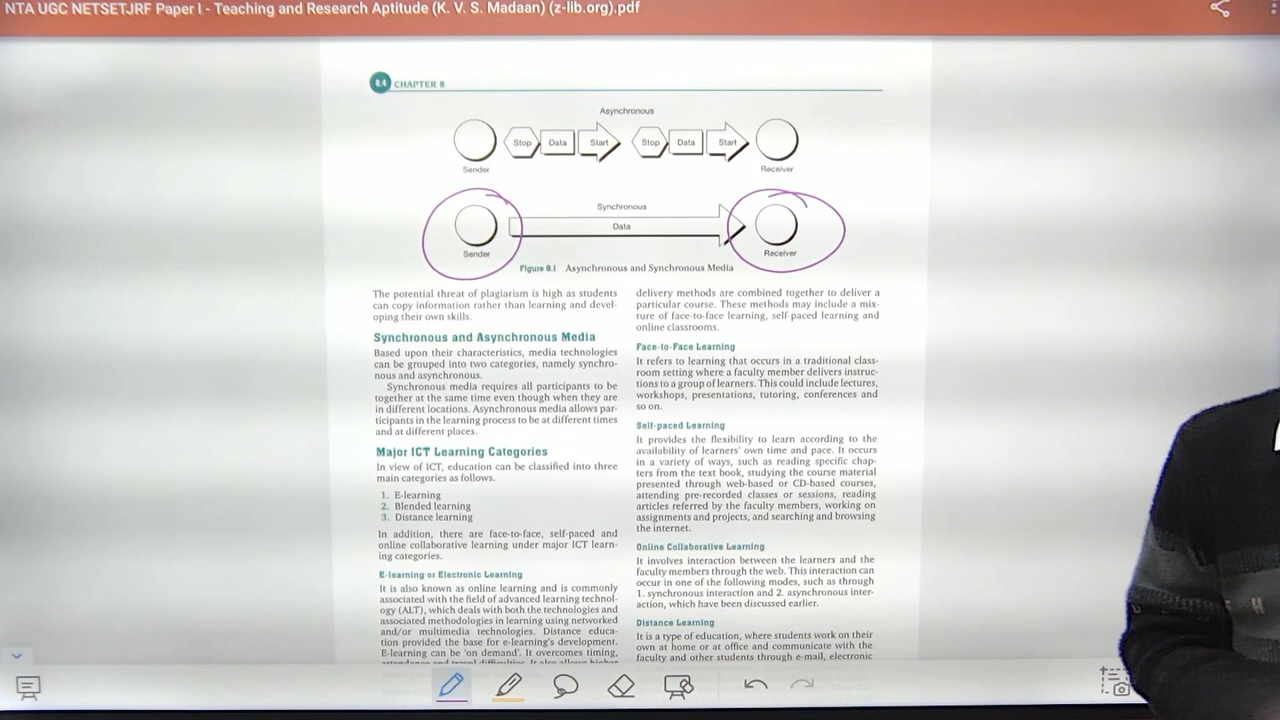 NTA UGC NETSETJRF Paper I - Teaching and Research Aptitude (K. V. S. Madaan) (z-lib.org).pdf
8.4 CHAPTER 8
Asynchronous
Stop Data Start Stop Data Start
Sender Receiver
Synchronous
Data
Sender Receiver
Figure 8.1 Asynchronous and Synchronous Media
The potential threat of plagiarism is high as students
can copy information rather than learning and devel-
oping their own skills.
Synchronous and Asynchronous Media
Based upon their characteristics, media technologies
can be grouped into two categories, namely synchro-
nous and asynchronous.
Synchronous media requires all participants to be
together at the same time even though when they are
in different locations. Asynchronous media allows par-
ticipants in the learning process to be at different times
and at different places.
Major ICT Learning Categories
In view of ICT, education can be classified into three
main categories as follows.
1. E-learning
2. Blended learning
3. Distance learning
In addition, there are face-to-face, self-paced and
online collaborative learning under major ICT learn-
ing categories.
E-learning or Electronic Learning
It is also known as online learning and is commonly
associated with the field of advanced learning technol-
ogy (ALT), which deals with both the technologies and
associated methodologies in learning using networked
and/or multimedia technologies. Distance educa-
tion provided the base for e-learning's development.
E-learning can be 'on demand'. It overcomes timing,
attendance and travel difficulties. It also allows higher
delivery methods are combined together to deliver a
particular course. These methods may include a mix-
ture of face-to-face learning, self-paced learning and
online classrooms.
Face-to-Face Learning
It refers to learning that occurs in a traditional class-
room setting where a faculty member delivers instruc-
tions to a group of learners. This could include lectures,
workshops, presentations, tutoring, conferences and
so on.
Self-paced Learning
It provides the flexibility to learn according to the
availability of learners' own time and pace. It occurs
in a variety of ways, such as reading specific chap-
ters from the text book, studying the course material
presented through web-based or CD-based courses,
attending pre-recorded classes or sessions, reading
articles referred by the faculty members, working on
assignments and projects, and searching and browsing
the internet.
Online Collaborative Learning
It involves interaction between the learners and the
faculty members through the web. This interaction can
occur in one of the following modes, such as through
1. synchronous interaction and 2. asynchronous inter-
action, which have been discussed earlier.
Distance Learning
It is a type of education, where students work on their
own at home or at office and communicate with the
faculty and other students through e-mail, electronic